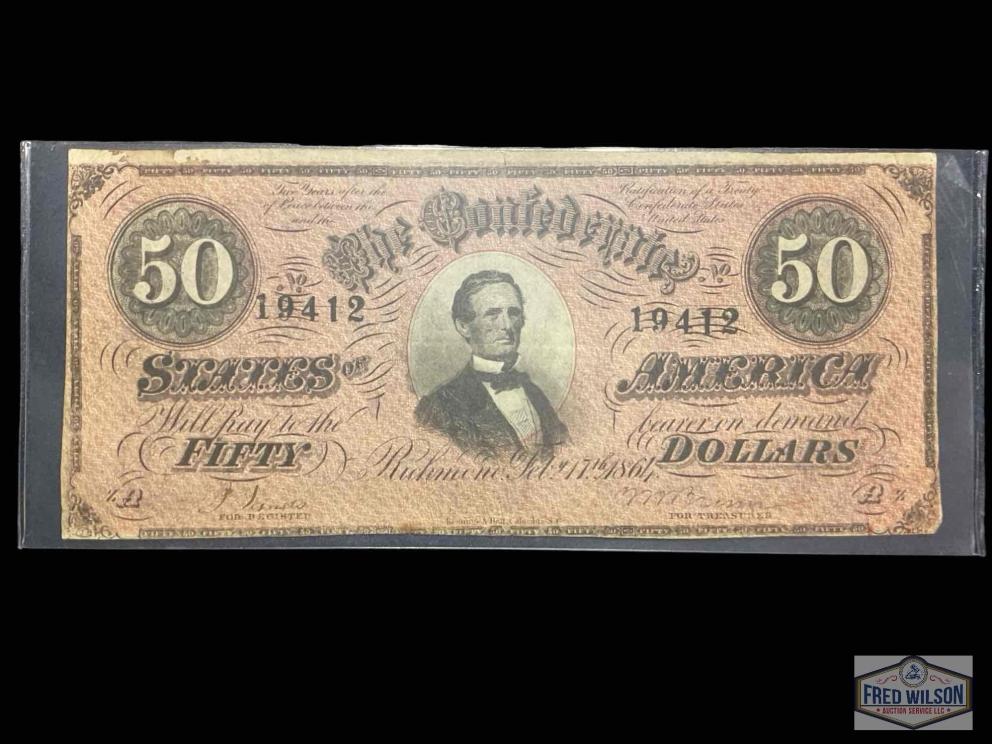 Two Years after the Ratification of a Treaty
of Peace between the Confederate States
and the United States
The Confederate
50 50
No No
19412 19412
STATES OF AMERICA
Will pay to the bearer on demand
FIFTY DOLLARS
Richmond Feb. 17th 1864
A A
FOR REGISTER FOR TREASURER
FRED WILSON
AUCTION SERVICE LLC